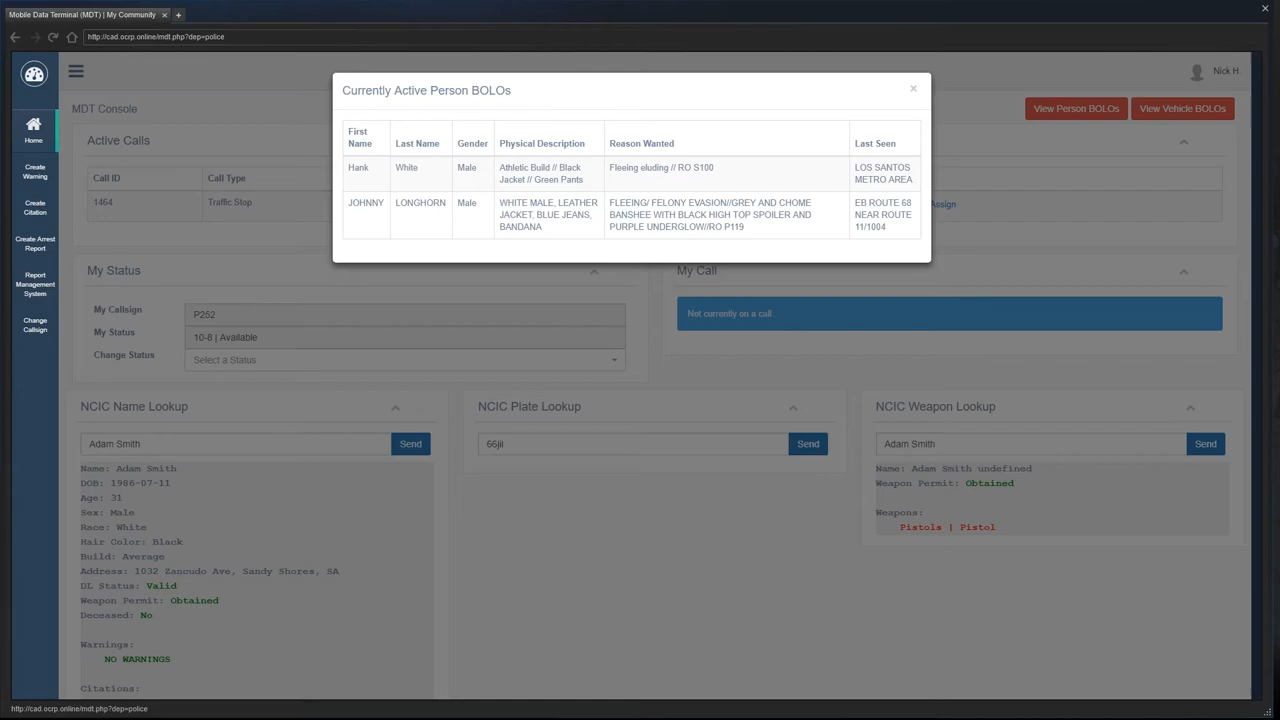 Mobile Data Terminal (MDT) | My Community
http://cad.ocrp.online/mdt.php?dep=police
Nick H.
MDT Console
View Person BOLOs
View Vehicle BOLOs
Currently Active Person BOLOs
First Name Last Name Gender Physical Description Reason Wanted Last Seen
Hank White Male Athletic Build // Black Jacket // Green Pants Fleeing eluding // RO S100 LOS SANTOS METRO AREA
JOHNNY LONGHORN Male WHITE MALE, LEATHER JACKET, BLUE JEANS, BANDANA FLEEING/ FELONY EVASION//GREY AND CHOME BANSHEE WITH BLACK HIGH TOP SPOILER AND PURPLE UNDERGLOW//RO P119 EB ROUTE 68 NEAR ROUTE 11/1004
Home
Create Warning
Create Citation
Create Arrest Report
Report Management System
Change Callsign
Active Calls
Call ID Call Type
1464 Traffic Stop
Assign
My Status
My Callsign P252
My Status 10-8 | Available
Change Status Select a Status
My Call
Not currently on a call
NCIC Name Lookup
Adam Smith Send
Name: Adam Smith
DOB: 1986-07-11
Age: 31
Sex: Male
Race: White
Hair Color: Black
Build: Average
Address: 1032 Zancudo Ave, Sandy Shores, SA
DL Status: Valid
Weapon Permit: Obtained
Deceased: No
Warnings:
NO WARNINGS
Citations:
NCIC Plate Lookup
66jii Send
NCIC Weapon Lookup
Adam Smith Send
Name: Adam Smith undefined
Weapon Permit: Obtained
Weapons:
Pistols | Pistol
http://cad.ocrp.online/mdt.php?dep=police